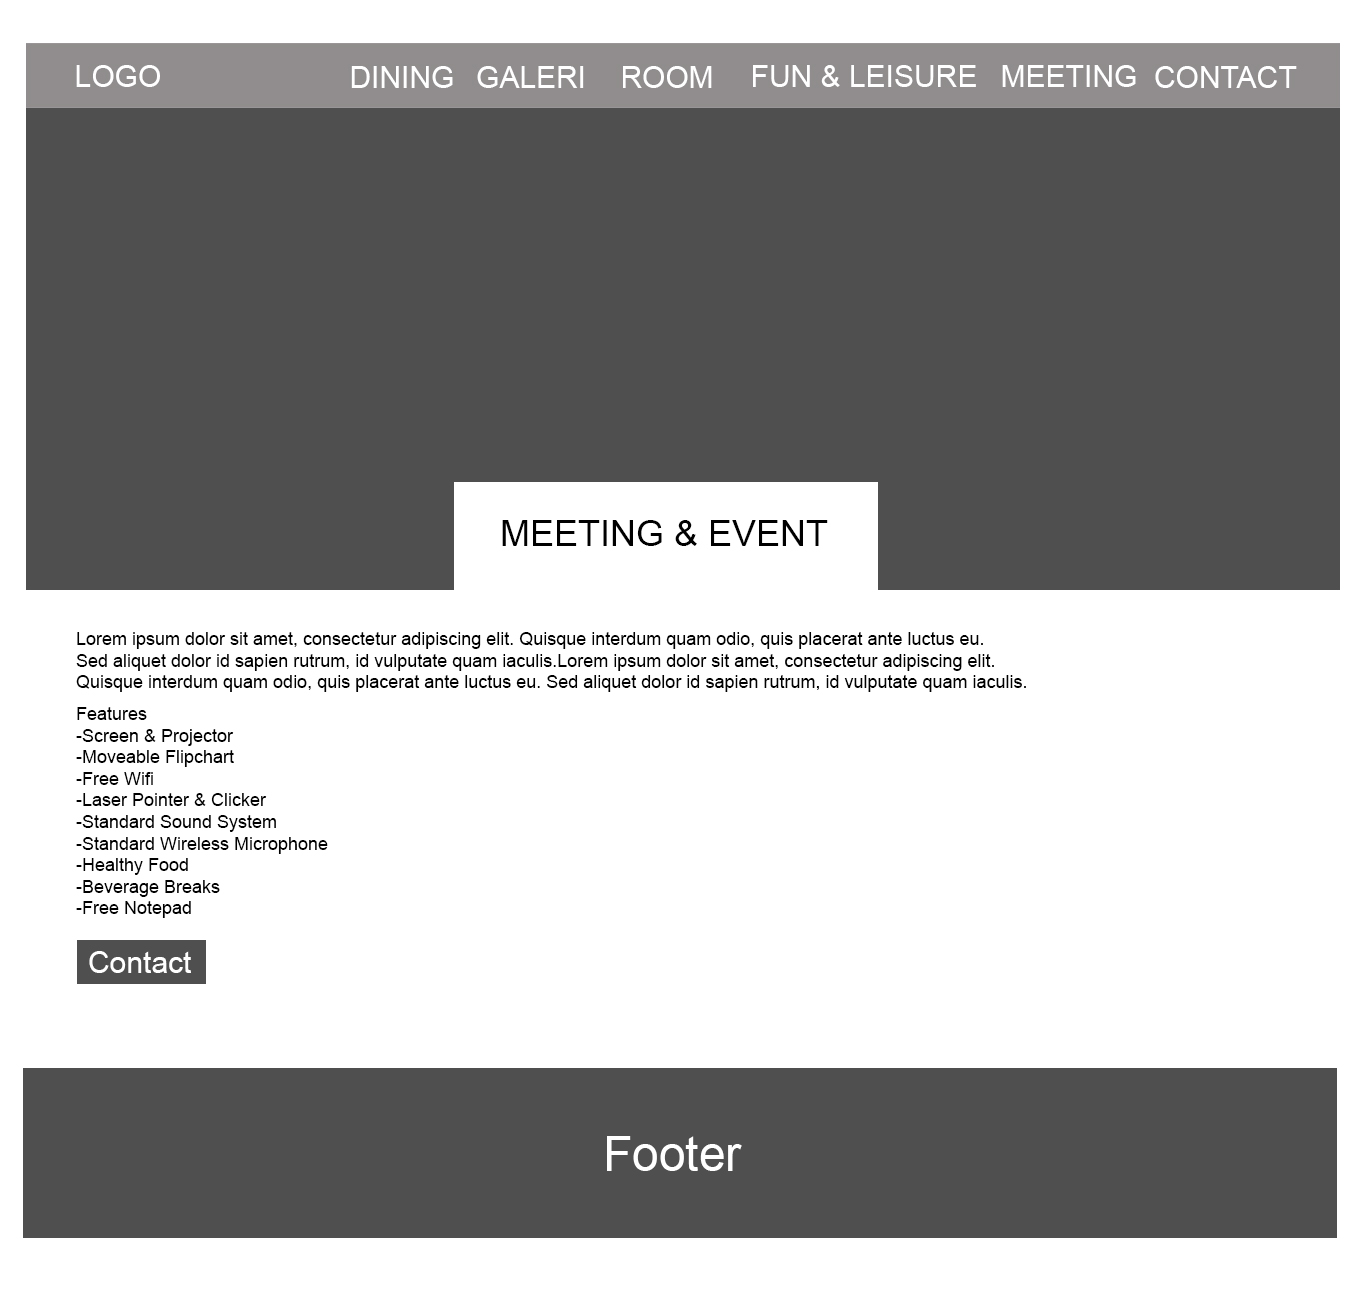 LOGO DINING GALERI ROOM FUN & LEISURE MEETING CONTACT
MEETING & EVENT
Lorem ipsum dolor sit amet, consectetur adipiscing elit. Quisque interdum quam odio, quis placerat ante luctus eu.
Sed aliquet dolor id sapien rutrum, id vulputate quam iaculis.Lorem ipsum dolor sit amet, consectetur adipiscing elit.
Quisque interdum quam odio, quis placerat ante luctus eu. Sed aliquet dolor id sapien rutrum, id vulputate quam iaculis.
Features
-Screen & Projector
-Moveable Flipchart
-Free Wifi
-Laser Pointer & Clicker
-Standard Sound System
-Standard Wireless Microphone
-Healthy Food
-Beverage Breaks
-Free Notepad
Contact
Footer